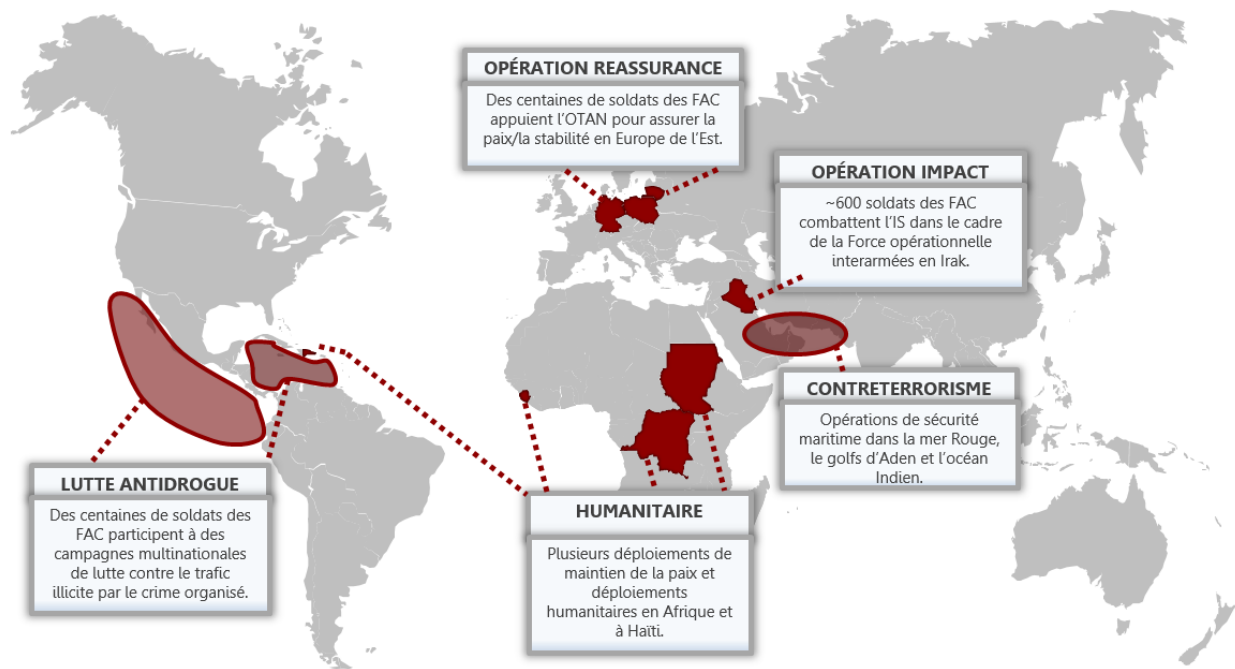 OPÉRATION REASSURANCE
Des centaines de soldats des FAC
appuient l’OTAN pour assurer la
paix/la stabilité en Europe de l’Est.
OPÉRATION IMPACT
~600 soldats des FAC
combattent l’IS dans le cadre
de la Force opérationnelle
interarmées en Irak.
CONTRETERRORISME
Opérations de sécurité
maritime dans la mer Rouge,
le golfs d’Aden et l’océan
Indien.
LUTTE ANTIDROGUE
Des centaines de soldats des
FAC participent à des
campagnes multinationales
de lutte contre le trafic
illicite par le crime organisé.
HUMANITAIRE
Plusieurs déploiements de
maintien de la paix et
déploiements
humanitaires en Afrique et
à Haïti.